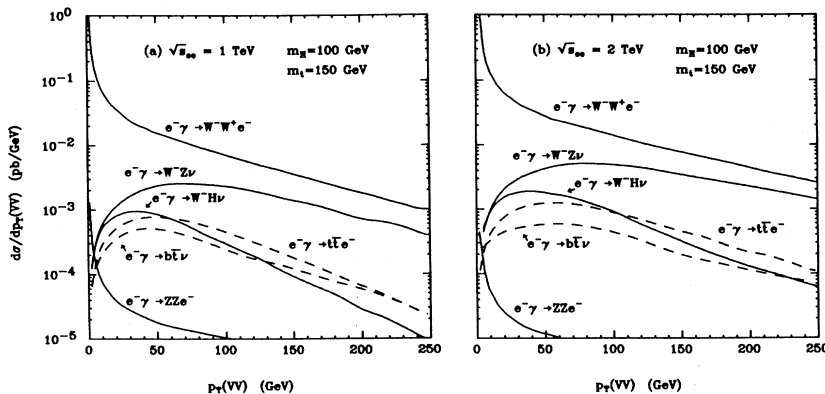 dσ/dp_T(VV) (pb/GeV)
10⁰
10⁻¹
10⁻²
10⁻³
10⁻⁴
10⁻⁵
(a) √s_ee = 1 TeV m_H=100 GeV
m_t=150 GeV
e⁻γ→W⁻W⁺e⁻
e⁻γ→W⁻Zν
e⁻γ→W⁻Hν
e⁻γ→tt̅e⁻
e⁻γ→bt̅ν
e⁻γ→ZZe⁻
0 50 100 150 200 250
p_T(VV) (GeV)
(b) √s_ee = 2 TeV m_H=100 GeV
m_t=150 GeV
e⁻γ→W⁻W⁺e⁻
e⁻γ→W⁻Zν
e⁻γ→W⁻Hν
e⁻γ→tt̅e⁻
e⁻γ→bt̅ν
e⁻γ→ZZe⁻
0 50 100 150 200 250
p_T(VV) (GeV)